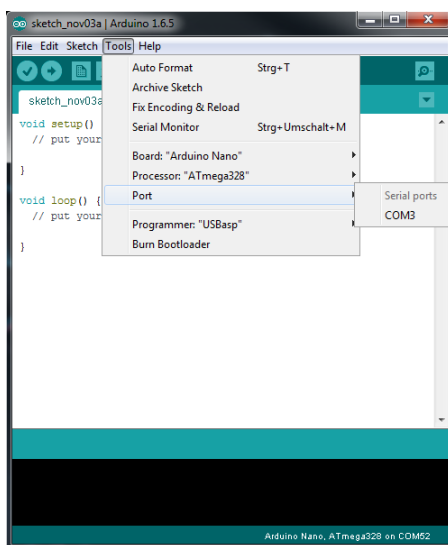 sketch_nov03a | Arduino 1.6.5
File Edit Sketch Tools Help
Auto Format Strg+T
Archive Sketch
sketch_nov03a
Fix Encoding & Reload
void setup()
Serial Monitor Strg+Umschalt+M
// put your
Board: "Arduino Nano"
}
Processor: "ATmega328"
void loop() {
Port
Serial ports
// put your
COM3
Programmer: "USBasp"
}
Burn Bootloader
Arduino Nano, ATmega328 on COM52